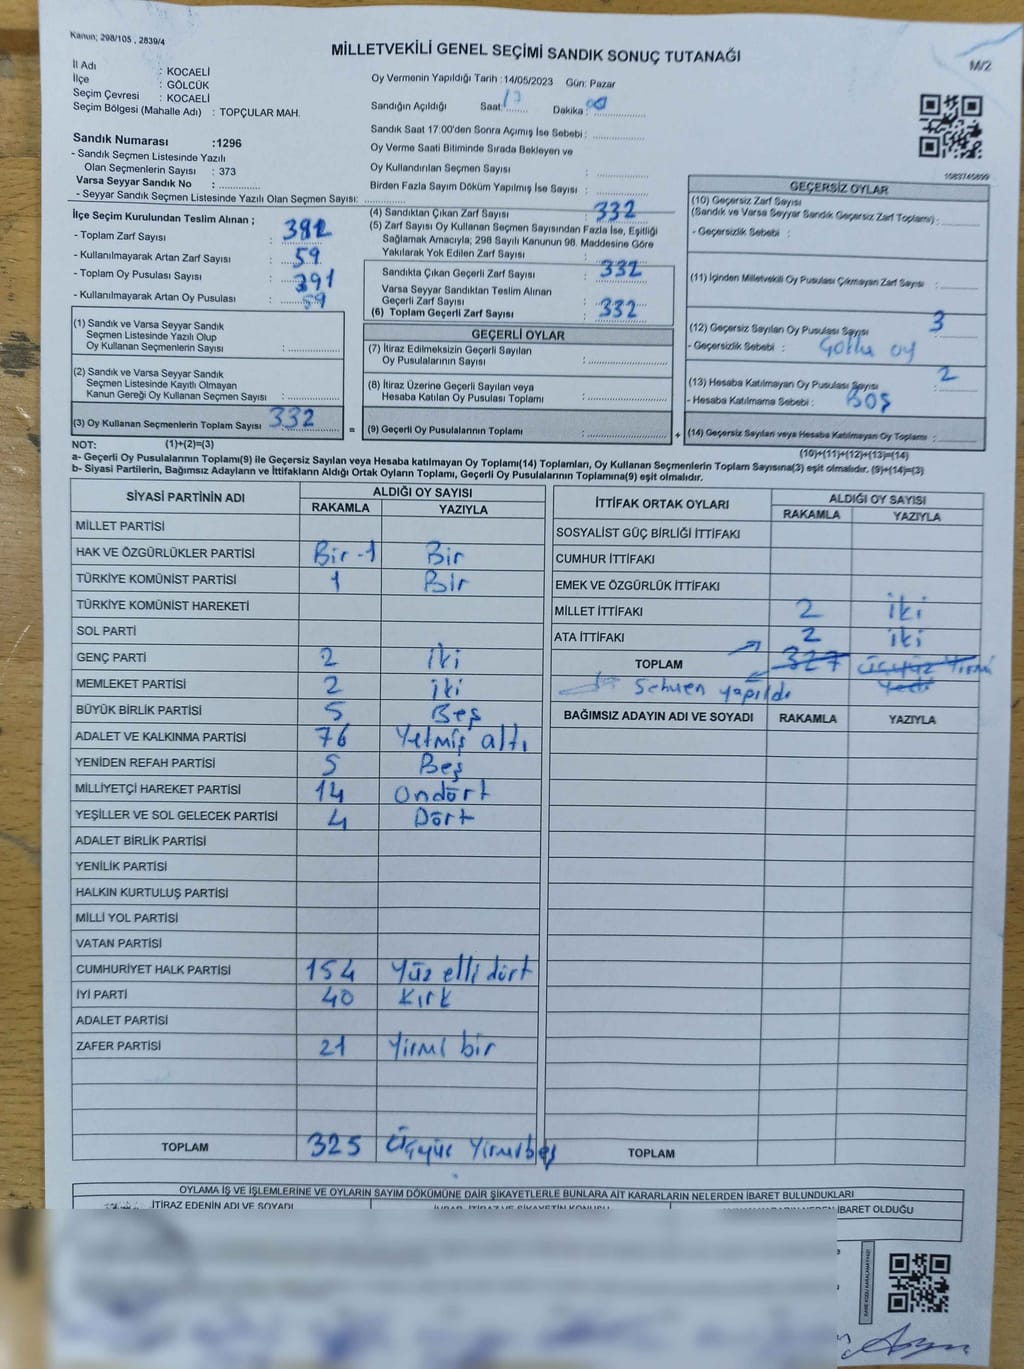 Kanun; 298/105 , 2839/4
MİLLETVEKİLİ GENEL SEÇİMİ SANDIK SONUÇ TUTANAĞI
M/2
İl Adı : KOCAELİ
İlçe : GÖLCÜK
Seçim Çevresi : KOCAELİ
Seçim Bölgesi (Mahalle Adı) : TOPÇULAR MAH.
Oy Vermenin Yapıldığı Tarih : 14/05/2023 Gün: Pazar
Sandığın Açıldığı Saat: Dakika :
Sandık Saat 17:00'den Sonra Açılmış İse Sebebi :
Oy Verme Saati Bitiminde Sırada Bekleyen ve
Oy Kullandırılan Seçmen Sayısı :
Birden Fazla Sayım Döküm Yapılmış İse Sayısı :
1583745899
Sandık Numarası :1296
- Sandık Seçmen Listesinde Yazılı
Olan Seçmenlerin Sayısı : 373
Varsa Seyyar Sandık No :
- Seyyar Sandık Seçmen Listesinde Yazılı Olan Seçmen Sayısı:
İlçe Seçim Kurulundan Teslim Alınan ;
- Toplam Zarf Sayısı : 391
- Kullanılmayarak Artan Zarf Sayısı : 59
- Toplam Oy Pusulası Sayısı : 391
- Kullanılmayarak Artan Oy Pusulası : 59
(1) Sandık ve Varsa Seyyar Sandık
Seçmen Listesinde Yazılı Olup
Oy Kullanan Seçmenlerin Sayısı :
(2) Sandık ve Varsa Seyyar Sandık
Seçmen Listesinde Kayıtlı Olmayan
Kanun Gereği Oy Kullanan Seçmen Sayısı :
(3) Oy Kullanan Seçmenlerin Toplam Sayısı 332
(4) Sandıktan Çıkan Zarf Sayısı : 332
(5) Zarf Sayısı Oy Kullanan Seçmen Sayısından Fazla İse, Eşitliği
Sağlamak Amacıyla; 298 Sayılı Kanunun 98. Maddesine Göre
Yakılarak Yok Edilen Zarf Sayısı :
Sandıkta Çıkan Geçerli Zarf Sayısı : 332
Varsa Seyyar Sandıktan Teslim Alınan
Geçerli Zarf Sayısı :
(6) Toplam Geçerli Zarf Sayısı : 332
GEÇERLİ OYLAR
(7) İtiraz Edilmeksizin Geçerli Sayılan
Oy Pusulalarının Sayısı :
(8) İtiraz Üzerine Geçerli Sayılan veya
Hesaba Katılan Oy Pusulası Toplamı :
= (9) Geçerli Oy Pusulalarının Toplamı :
GEÇERSİZ OYLAR
(10) Geçersiz Zarf Sayısı
(Sandık ve Varsa Seyyar Sandık Geçersiz Zarf Toplamı) :
- Geçersizlik Sebebi :
(11) İçinden Milletvekili Oy Pusulası Çıkmayan Zarf Sayısı :
(12) Geçersiz Sayılan Oy Pusulası Sayısı : 3
- Geçersizlik Sebebi : oy
(13) Hesaba Katılmayan Oy Pusulası Sayısı : 2
- Hesaba Katılmama Sebebi : Boş
+ (14) Geçersiz Sayılan veya Hesaba Katılmayan Oy Toplamı :
NOT: (1)+(2)=(3)
(10)+(11)+(12)+(13)=(14)
a- Geçerli Oy Pusulalarının Toplamı(9) ile Geçersiz Sayılan veya Hesaba katılmayan Oy Toplamı(14) Toplamları, Oy Kullanan Seçmenlerin Toplam Sayısına(3) eşit olmalıdır. (9)+(14)=(3)
b- Siyasi Partilerin, Bağımsız Adayların ve İttifakların Aldığı Ortak Oyların Toplamı, Geçerli Oy Pusulalarının Toplamına(9) eşit olmalıdır.
SİYASİ PARTİNİN ADI ALDIĞI OY SAYISI
RAKAMLA YAZIYLA
MİLLET PARTİSİ
HAK VE ÖZGÜRLÜKLER PARTİSİ Bir -1 Bir
TÜRKİYE KOMÜNİST PARTİSİ 1 Bir
TÜRKİYE KOMÜNİST HAREKETİ
SOL PARTİ
GENÇ PARTİ 2 iki
MEMLEKET PARTİSİ 2 iki
BÜYÜK BİRLİK PARTİSİ 5 Beş
ADALET VE KALKINMA PARTİSİ 76 Yetmiş altı
YENİDEN REFAH PARTİSİ 5 Beş
MİLLİYETÇİ HAREKET PARTİSİ 14 Ondört
YEŞİLLER VE SOL GELECEK PARTİSİ 4 Dört
ADALET BİRLİK PARTİSİ
YENİLİK PARTİSİ
HALKIN KURTULUŞ PARTİSİ
MİLLİ YOL PARTİSİ
VATAN PARTİSİ
CUMHURİYET HALK PARTİSİ 154 Yüz elli dört
İYİ PARTİ 40 Kırk
ADALET PARTİSİ
ZAFER PARTİSİ 21 Yirmi bir
TOPLAM 325 Üçyüz Yirmibeş
İTTİFAK ORTAK OYLARI ALDIĞI OY SAYISI
RAKAMLA YAZIYLA
SOSYALİST GÜÇ BİRLİĞİ İTTİFAKI
CUMHUR İTTİFAKI
EMEK VE ÖZGÜRLÜK İTTİFAKI
MİLLET İTTİFAKI 2 iki
ATA İTTİFAKI 2 iki
TOPLAM 327 Üçyüz Yirmi
Yedi
Sehven yapıldı
BAĞIMSIZ ADAYIN ADI VE SOYADI RAKAMLA YAZIYLA
TOPLAM
OYLAMA İŞ VE İŞLEMLERİNE VE OYLARIN SAYIM DÖKÜMÜNE DAİR ŞİKAYETLERLE BUNLARA AİT KARARLARIN NELERDEN İBARET BULUNDUKLARI
İTİRAZ EDENİN ADI VE SOYADI
İBARET OLDUĞU